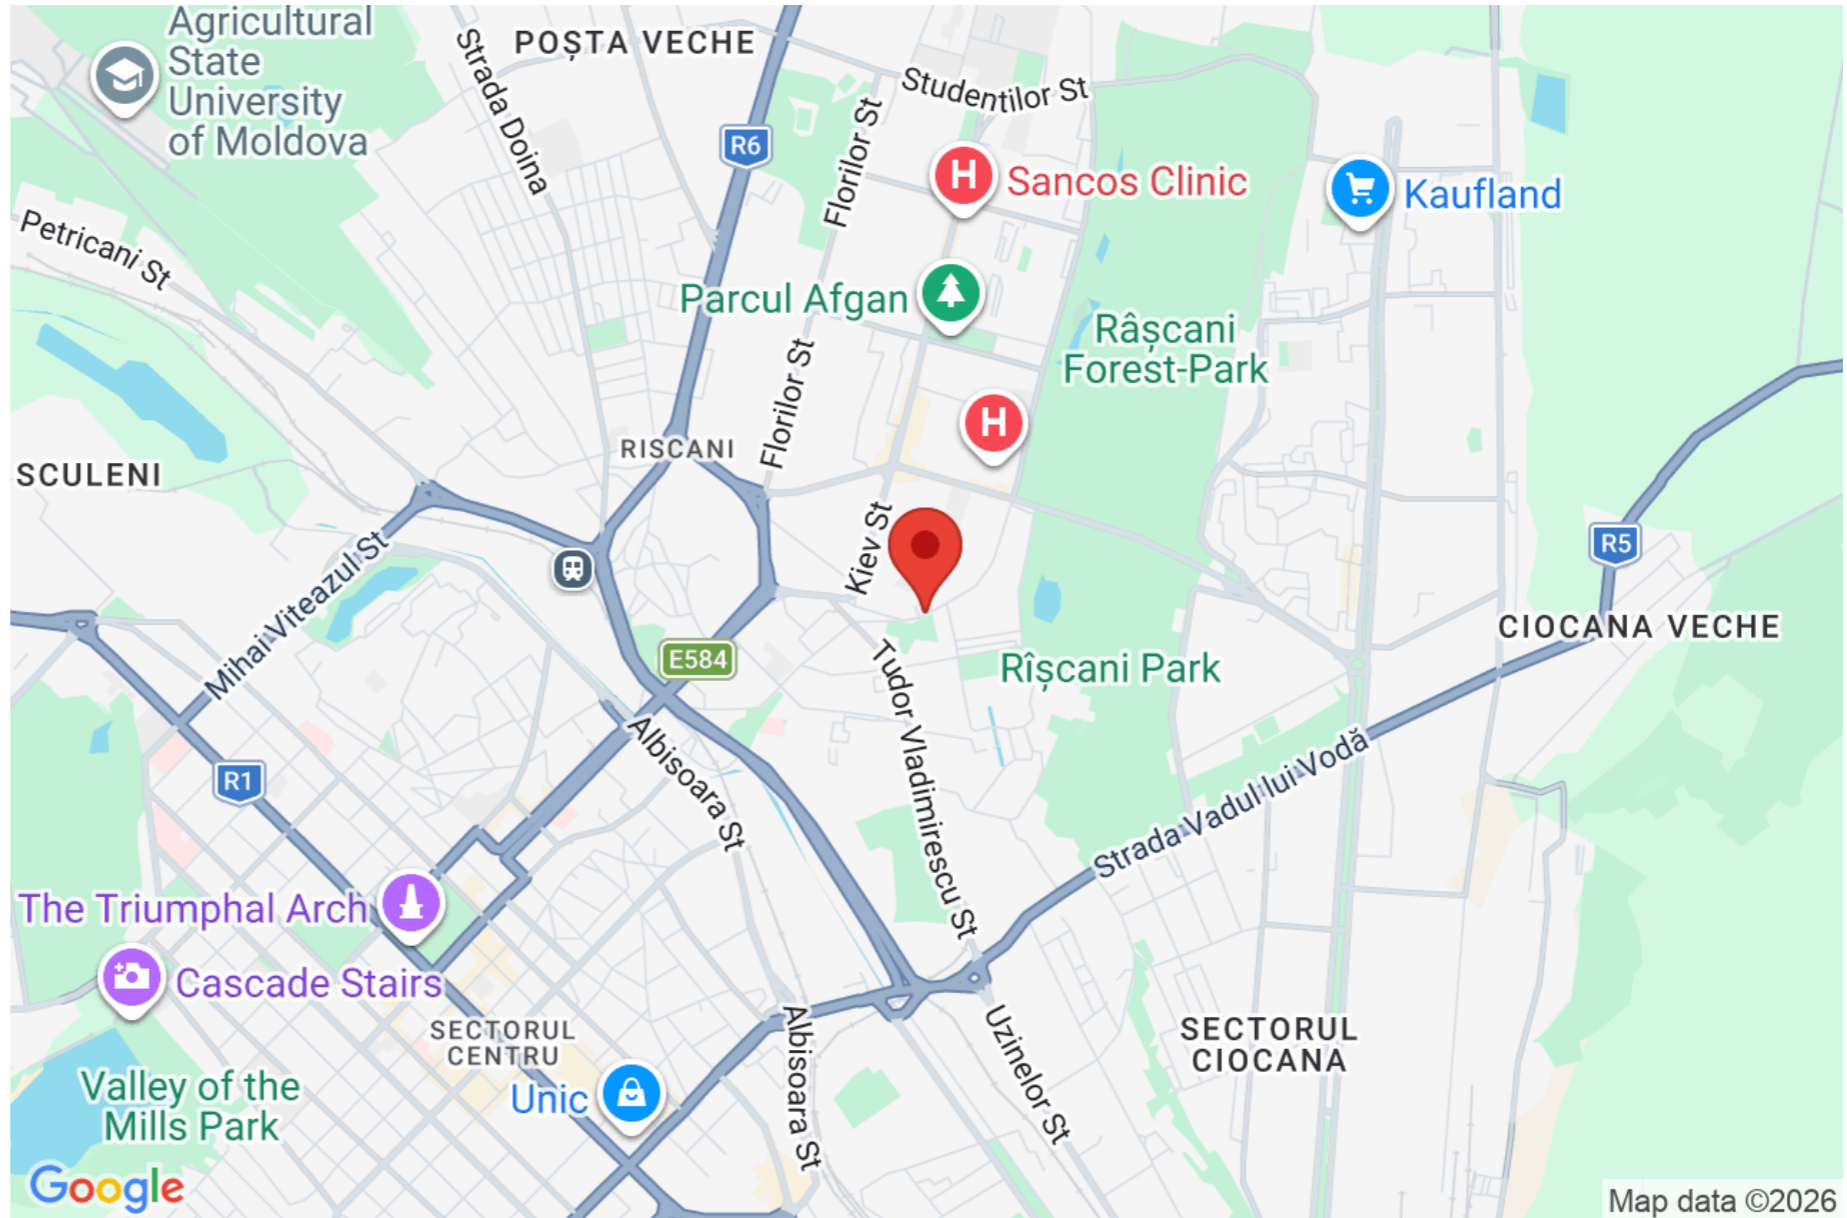 Agricultural
State
University
of Moldova
POȘTA VECHE
Strada Doina
Studentilor St
R6
Florilor St
Sancos Clinic
Kaufland
Petricani St
Parcul Afgan
Râșcani
Forest-Park
Florilor St
RISCANI
SCULENI
Kiev St
R5
Mihai Viteazul St
CIOCANA VECHE
E584
Rîșcani Park
Tudor Vladimirescu St
Albisoara St
R1
Strada Vadul lui Vodă
The Triumphal Arch
Cascade Stairs
SECTORUL
CENTRU
Albisoara St
Uzinelor St
SECTORUL
CIOCANA
Valley of the
Mills Park
Unic
Google
Map data ©2026